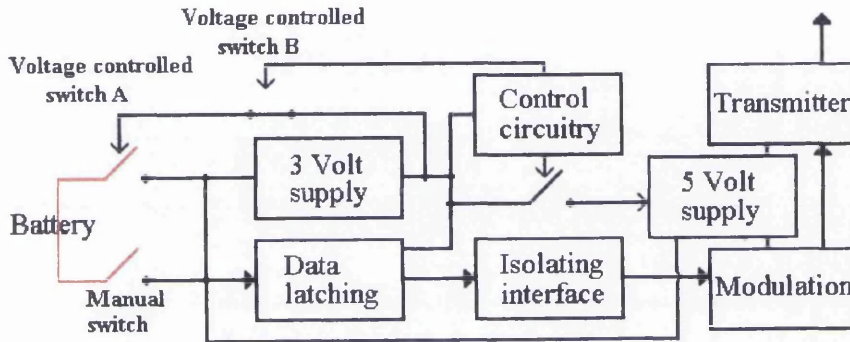 Voltage controlled
switch B
Voltage controlled
switch A
Control
circuitry
Transmitter
3 Volt
supply
5 Volt
supply
Battery
Data
latching
Isolating
interface
Modulation
Manual
switch